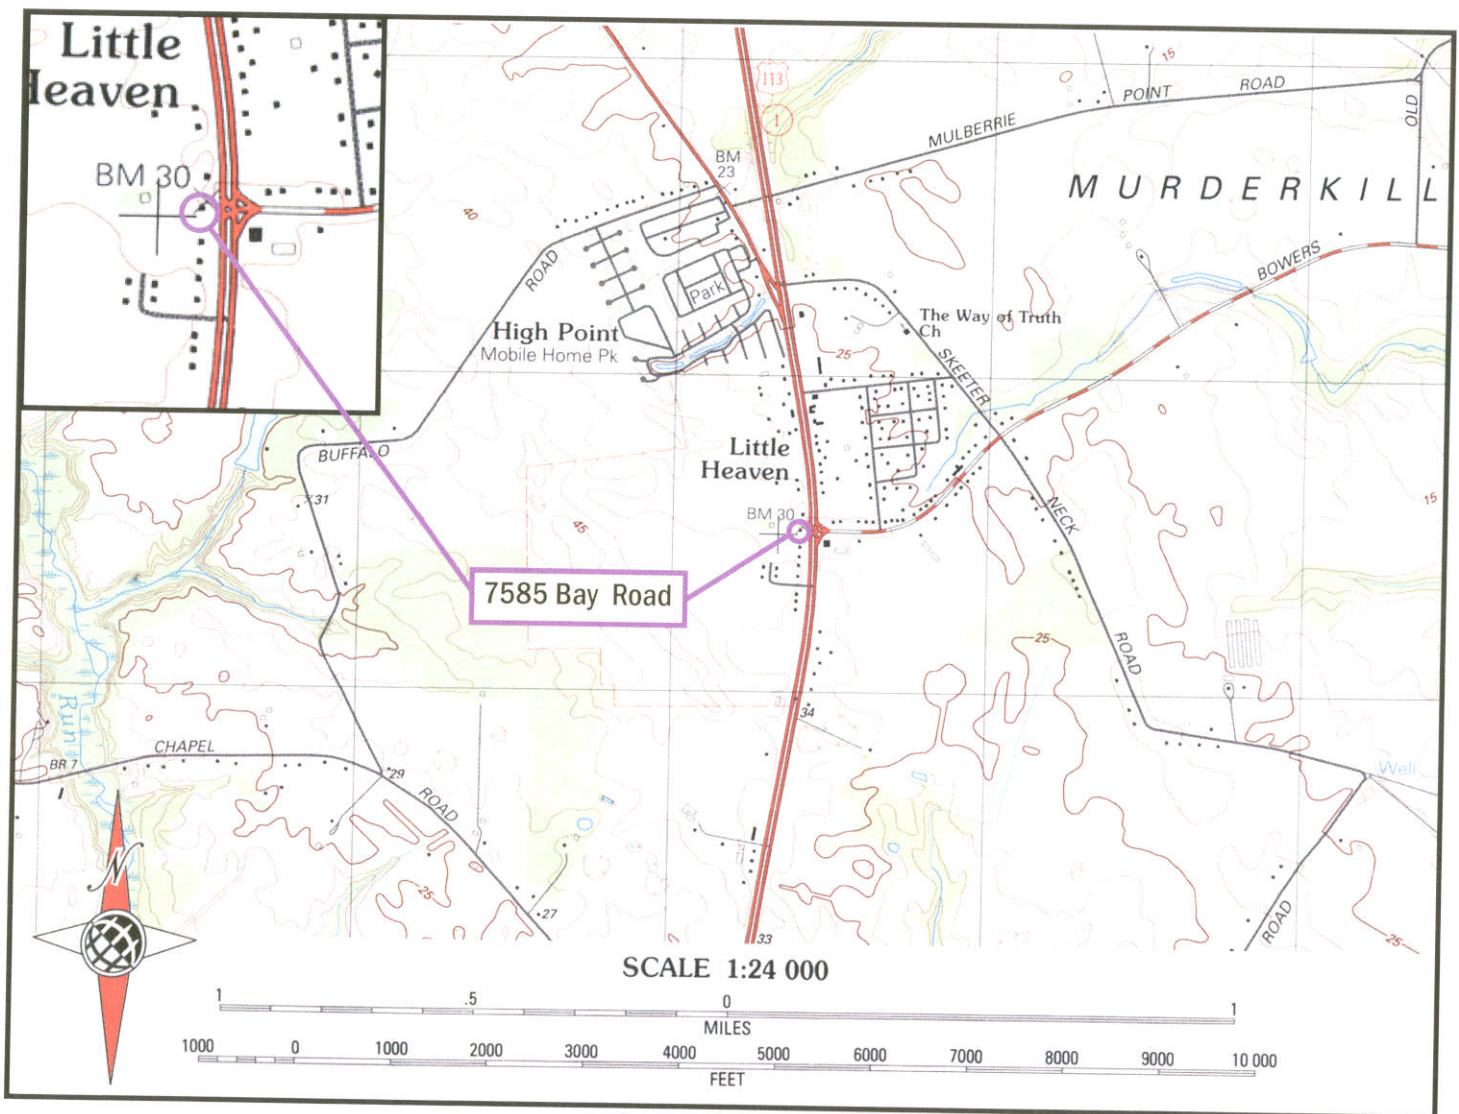 Little
Heaven
BM 30
113
1
15
POINT
ROAD
MULBERRIE
OLD
BM
23
MURDERKILL
40
ROAD
BOWERS
Park
The Way of Truth
Ch
High Point
Mobile Home Pk
25
SKEETER
Little
Heaven
BUFFALO
31
15
45
BM 30
NECK
7585 Bay Road
25
ROAD
Run
34
CHAPEL
BR 7
29
Well
ROAD
25
27
ROAD
25
33
N
SCALE 1:24 000
1 .5 0 1
MILES
1000 0 1000 2000 3000 4000 5000 6000 7000 8000 9000 10 000
FEET